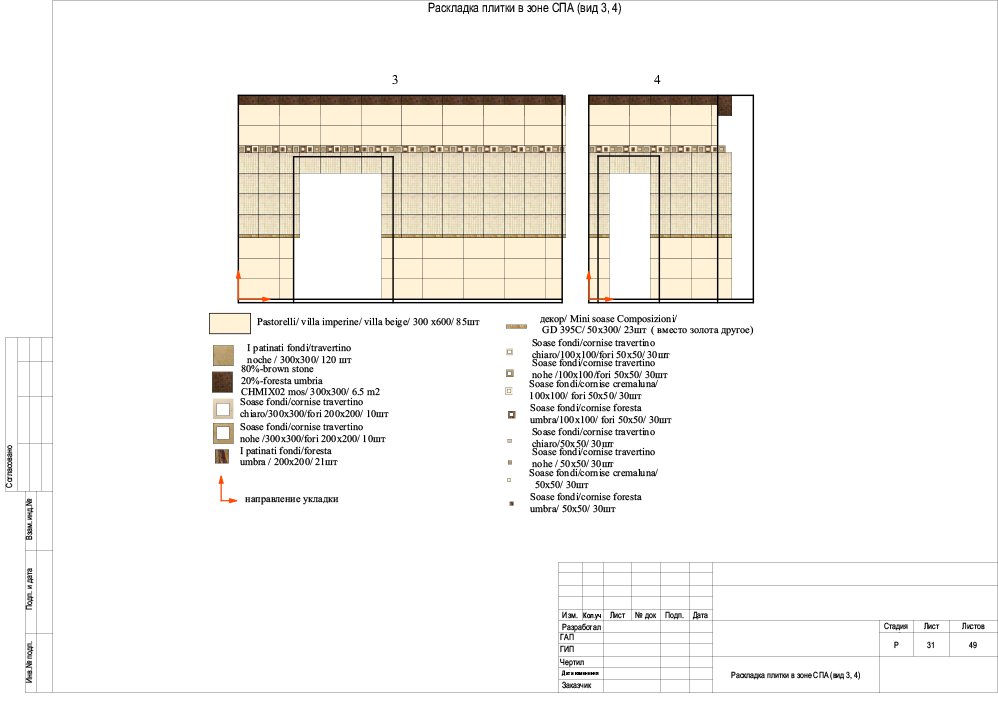 Раскладка плитки в зоне СПА (вид 3, 4)
3
4
Pastorelli/ villa imperine/ villa beige/ 300 x600/ 85шт
I patinati fondi/travertino
noche / 300x300/ 120 шт
80%-brown stone
20%-foresta umbria
CHMIX02 mos/ 300x300/ 6.5 m2
Soase fondi/cornise travertino
chiaro/300x300/fori 200x200/ 10шт
Soase fondi/cornise travertino
nohe /300x300/fori 200x200/ 10шт
I patinati fondi/foresta
umbra / 200x200/ 21шт
направление укладки
декор/ Mini soase Composizioni/
GD 395C/ 50x300/ 23шт ( вместо золота другое)
Soase fondi/cornise travertino
chiaro/100x100/fori 50x50/ 30шт
Soase fondi/cornise travertino
nohe /100x100/fori 50x50/ 30шт
Soase fondi/cornise cremaluna/
100x100/ fori 50x50/ 30шт
Soase fondi/cornise foresta
umbra/100x100/ fori 50x50/ 30шт
Soase fondi/cornise travertino
chiaro/50x50/ 30шт
Soase fondi/cornise travertino
nohe / 50x50/ 30шт
Soase fondi/cornise cremaluna/
50x50/ 30шт
Soase fondi/cornise foresta
umbra/ 50x50/ 30шт
Согласовано
Взам. инд.№
Подп. и дата
Инв.№ подл.
Изм. Кол.уч Лист № док Подп. Дата
Разработал
ГАП
ГИП
Чертил
Дата изменения
Заказчик
Стадия Лист Листов
Р 31 49
Раскладка плитки в зоне СПА (вид 3, 4)